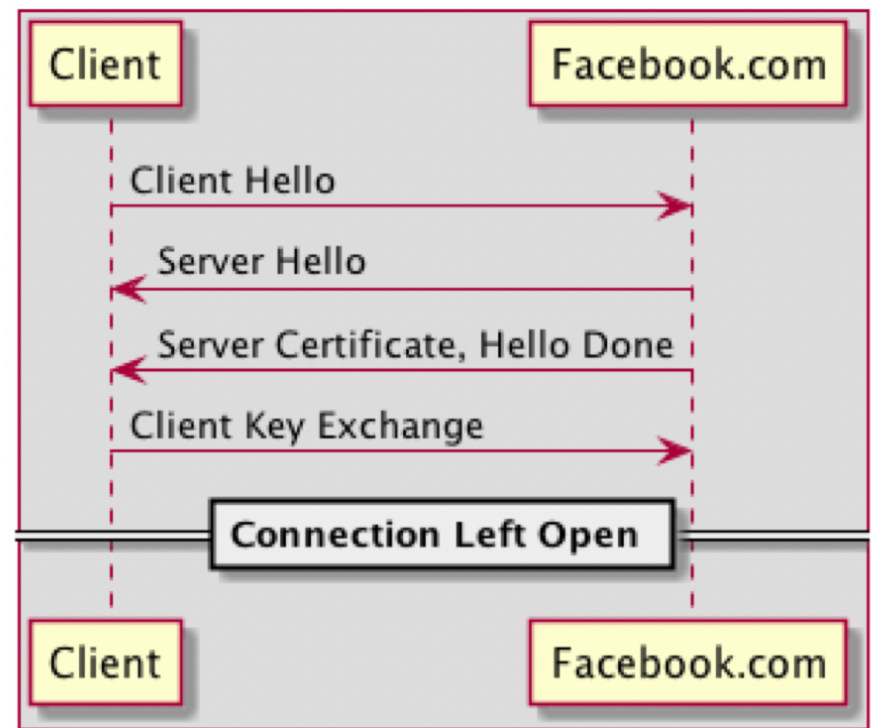 Client Facebook.com
Client Hello
Server Hello
Server Certificate, Hello Done
Client Key Exchange
Connection Left Open
Client Facebook.com